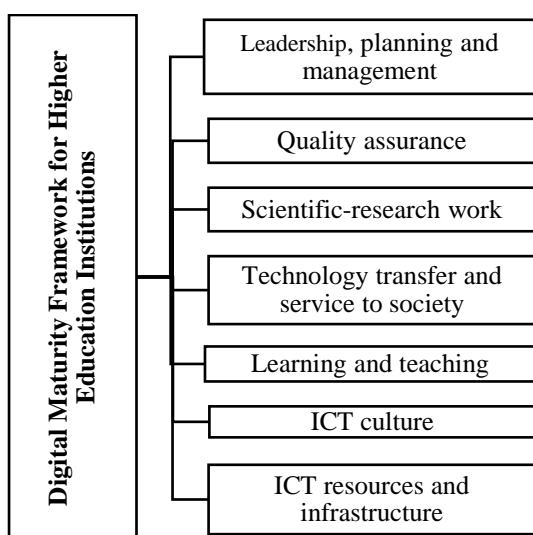 Digital Maturity Framework for Higher
Education Institutions
Leadership, planning and
management
Quality assurance
Scientific-research work
Technology transfer and
service to society
Learning and teaching
ICT culture
ICT resources and
infrastructure